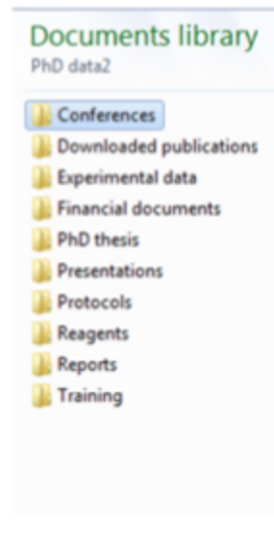 Documents library
PhD data2
Conferences
Downloaded publications
Experimental data
Financial documents
PhD thesis
Presentations
Protocols
Reagents
Reports
Training